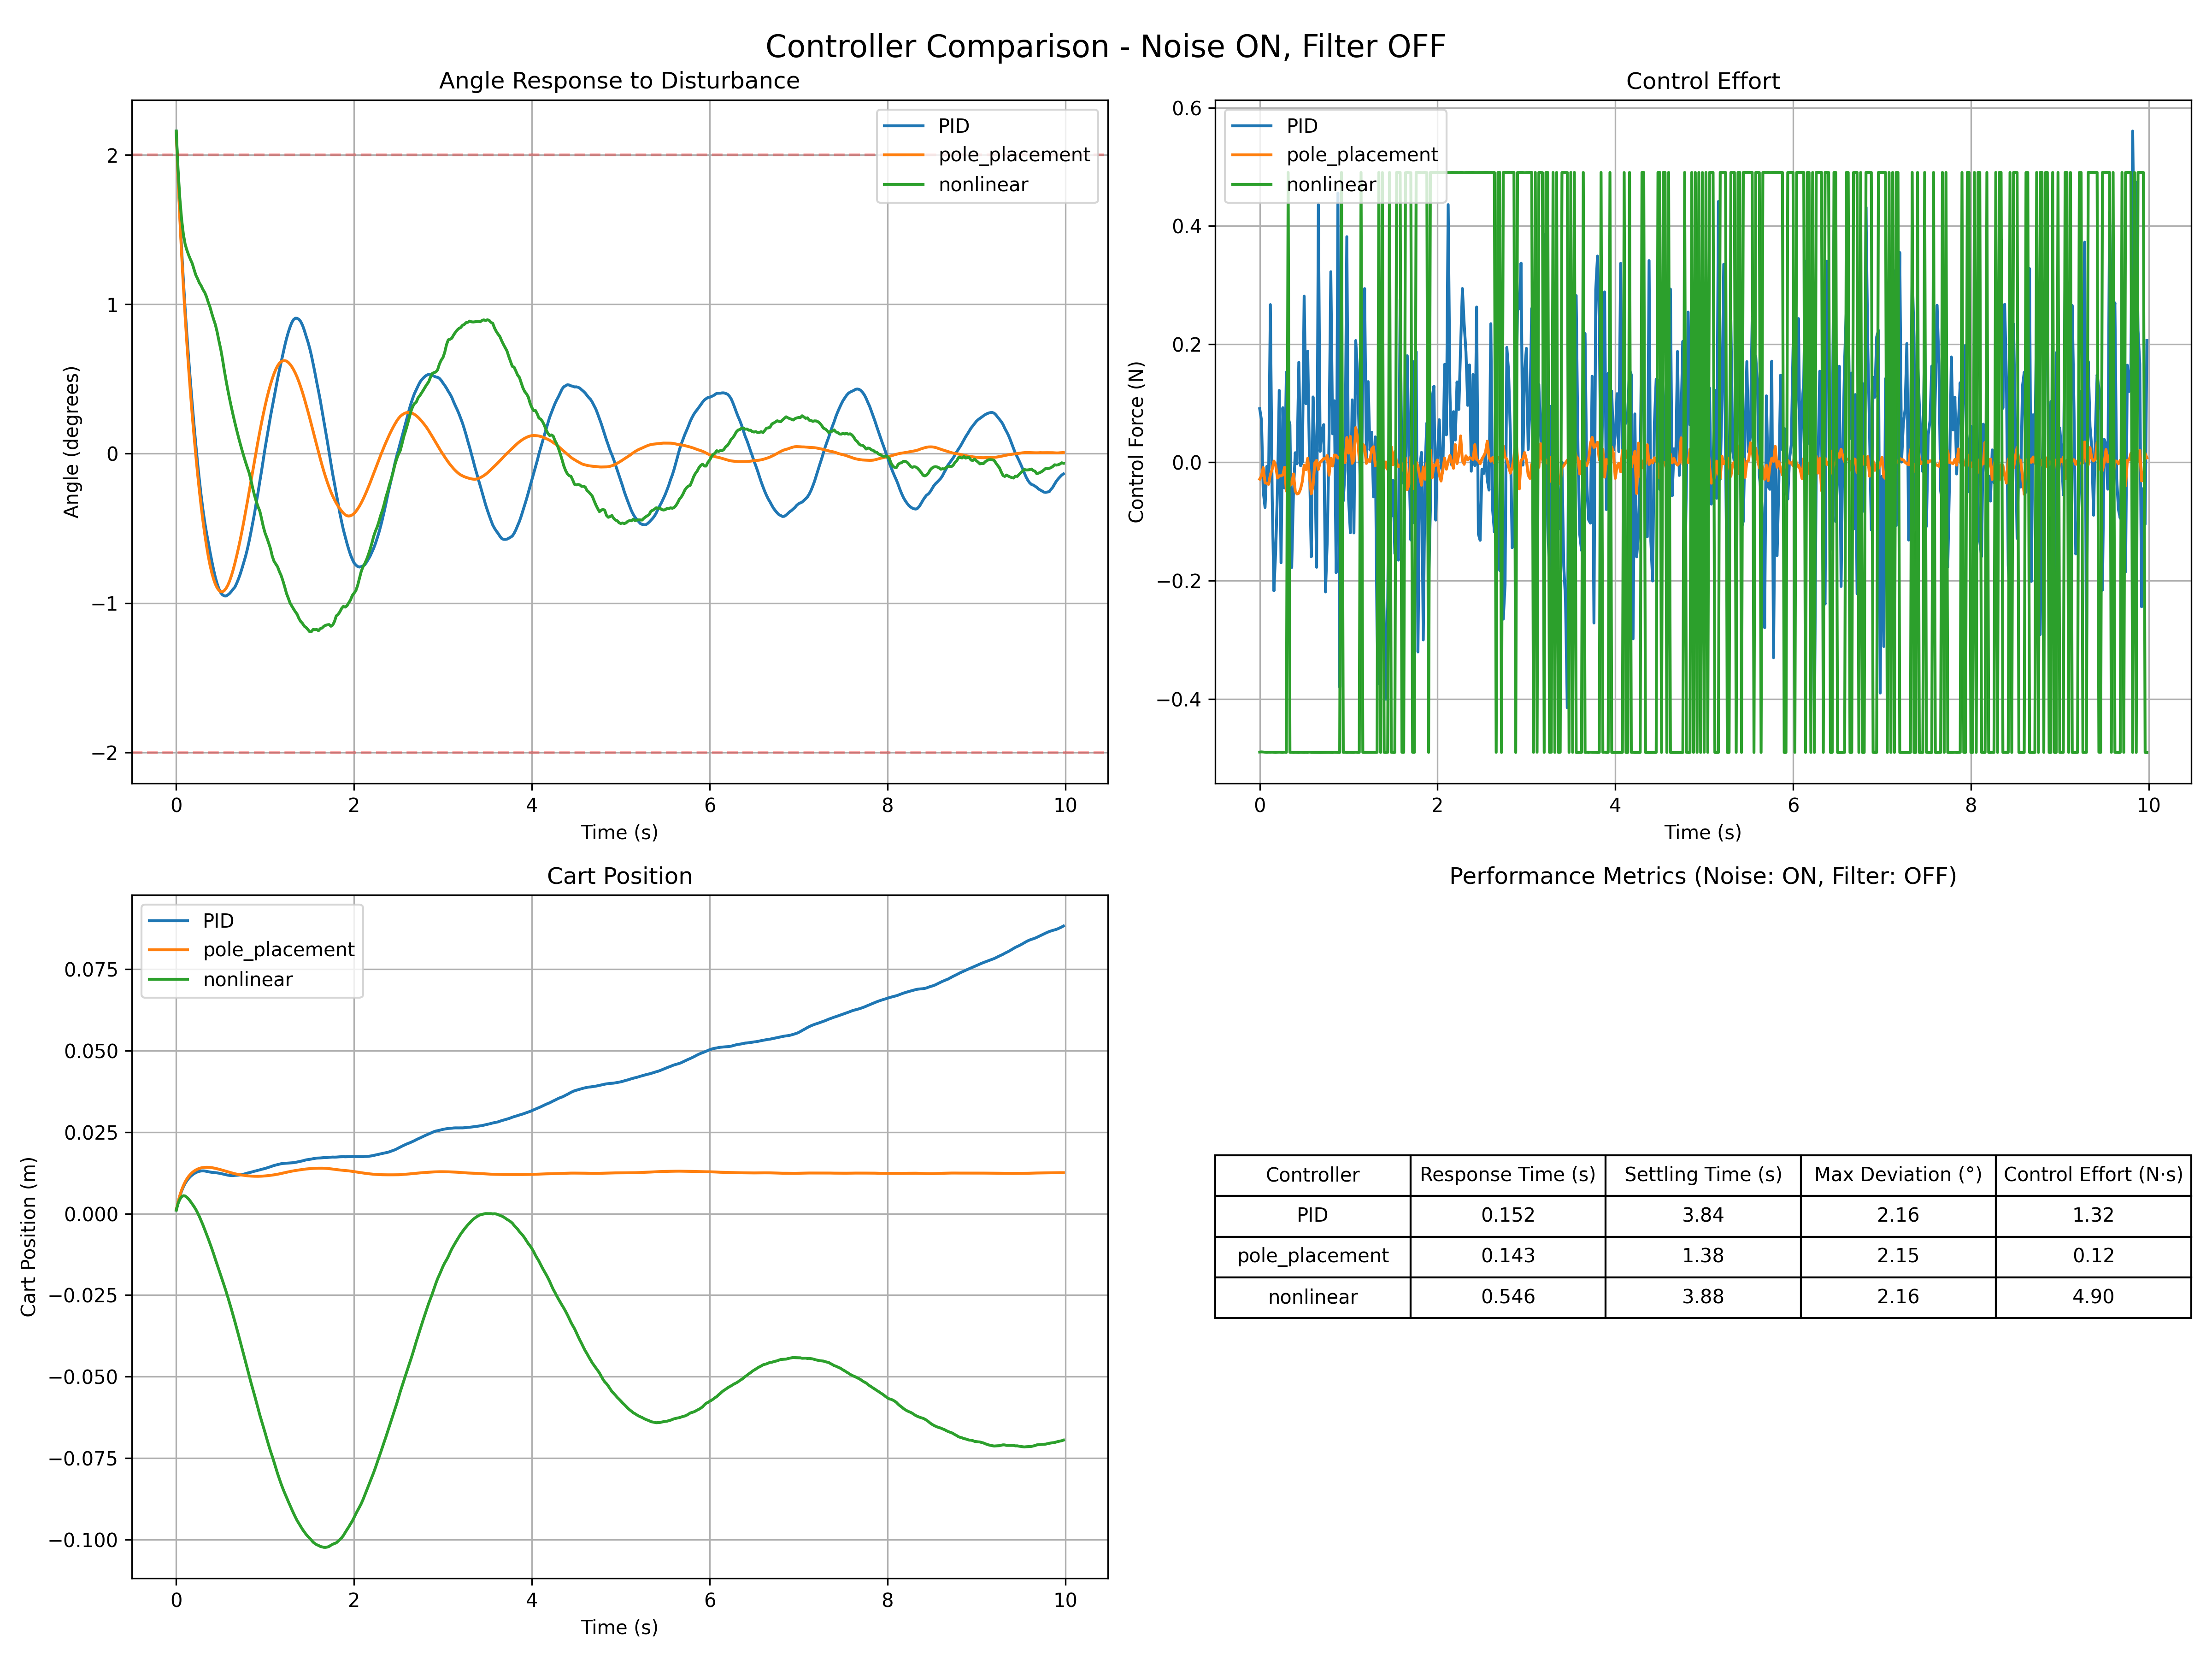 Controller Comparison - Noise ON, Filter OFF
Angle Response to Disturbance
PID
pole_placement
nonlinear
2
1
0
−1
−2
Angle (degrees)
0 2 4 6 8 10
Time (s)
Control Effort
PID
pole_placement
nonlinear
0.6
0.4
0.2
0.0
−0.2
−0.4
Control Force (N)
0 2 4 6 8 10
Time (s)
Cart Position
PID
pole_placement
nonlinear
0.075
0.050
0.025
0.000
−0.025
−0.050
−0.075
−0.100
Cart Position (m)
0 2 4 6 8 10
Time (s)
Performance Metrics (Noise: ON, Filter: OFF)
Controller Response Time (s) Settling Time (s) Max Deviation (°) Control Effort (N·s)
PID 0.152 3.84 2.16 1.32
pole_placement 0.143 1.38 2.15 0.12
nonlinear 0.546 3.88 2.16 4.90